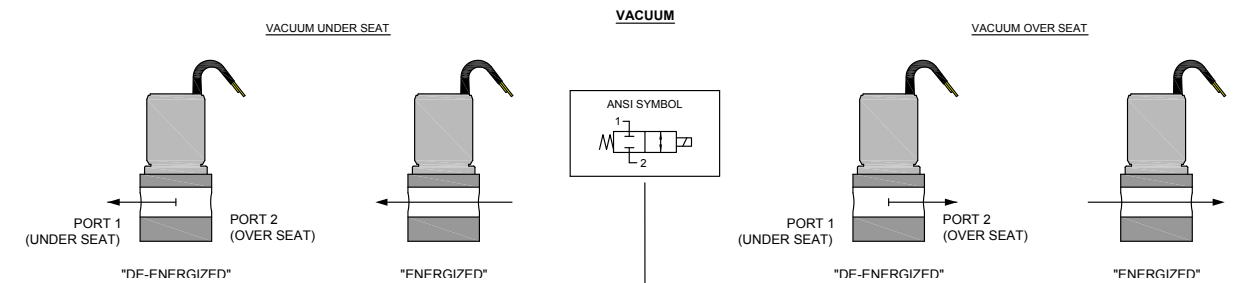 VACUUM
VACUUM UNDER SEAT
PORT 1
(UNDER SEAT)
PORT 2
(OVER SEAT)
"DE-ENERGIZED"
"ENERGIZED"
ANSI SYMBOL
1
2
VACUUM OVER SEAT
PORT 1
(UNDER SEAT)
PORT 2
(OVER SEAT)
"DE-ENERGIZED"
"ENERGIZED"